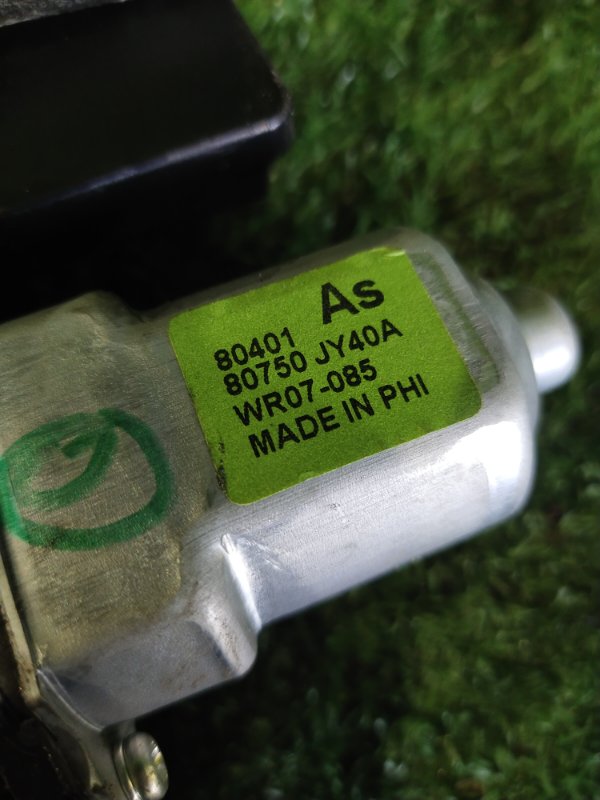 As
80401
80750 JY40A
WR07-085
MADE IN PHI